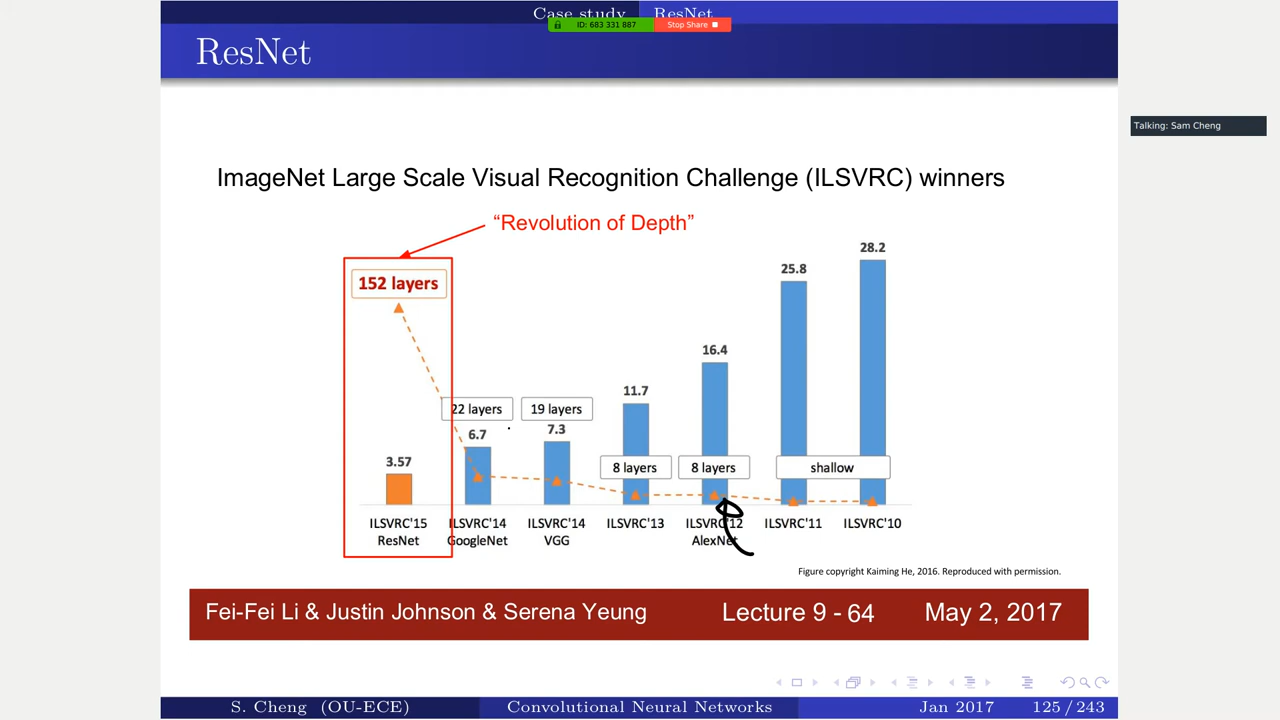 Case study ResNet
ID: 683 331 887 Stop Share
ResNet
Talking: Sam Cheng
ImageNet Large Scale Visual Recognition Challenge (ILSVRC) winners
“Revolution of Depth”
28.2
25.8
152 layers
16.4
11.7
22 layers 19 layers
6.7 7.3
3.57
8 layers 8 layers shallow
ILSVRC'15 ILSVRC'14 ILSVRC'14 ILSVRC'13 ILSVRC'12 ILSVRC'11 ILSVRC'10
ResNet GoogleNet VGG AlexNet
Figure copyright Kaiming He, 2016. Reproduced with permission.
Fei-Fei Li & Justin Johnson & Serena Yeung Lecture 9 - 64 May 2, 2017
S. Cheng (OU-ECE) Convolutional Neural Networks Jan 2017 125 / 243